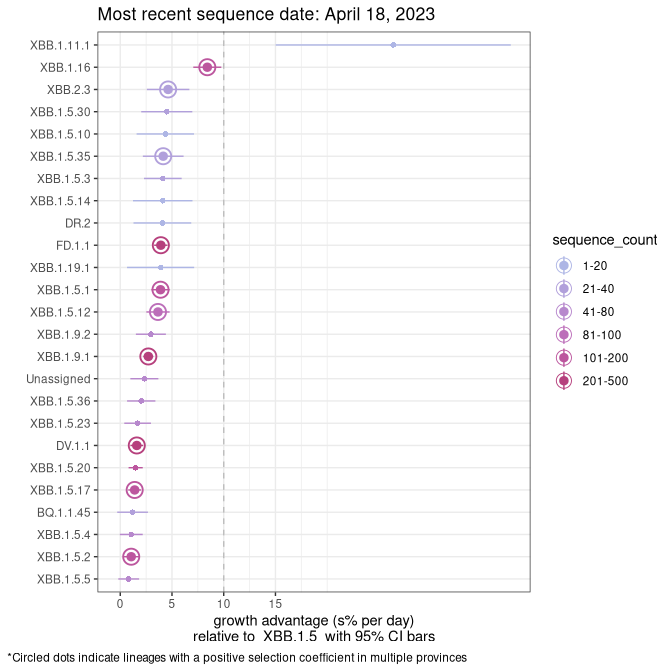 Most recent sequence date: April 18, 2023
XBB.1.11.1
XBB.1.16
XBB.2.3
XBB.1.5.30
XBB.1.5.10
XBB.1.5.35
XBB.1.5.3
XBB.1.5.14
DR.2
FD.1.1
XBB.1.19.1
XBB.1.5.1
XBB.1.5.12
XBB.1.9.2
XBB.1.9.1
Unassigned
XBB.1.5.36
XBB.1.5.23
DV.1.1
XBB.1.5.20
XBB.1.5.17
BQ.1.1.45
XBB.1.5.4
XBB.1.5.2
XBB.1.5.5
0 5 10 15
growth advantage (s% per day)
relative to XBB.1.5 with 95% CI bars
sequence_count
1-20
21-40
41-80
81-100
101-200
201-500
*Circled dots indicate lineages with a positive selection coefficient in multiple provinces